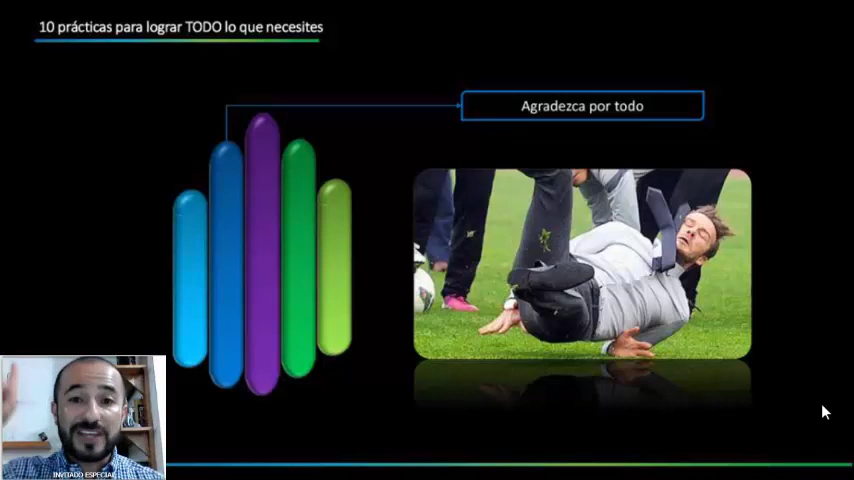 10 prácticas para lograr TODO lo que necesites
Agradezca por todo
INVITADO ESPECIAL